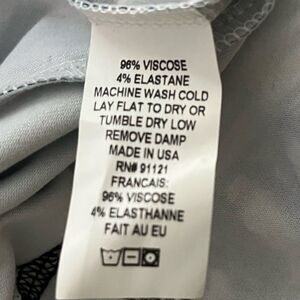 96% VISCOSE
4% ELASTANE
MACHINE WASH COLD
LAY FLAT TO DRY OR
TUMBLE DRY LOW
REMOVE DAMP
MADE IN USA
RN# 91121
FRANCAIS:
96% VISCOSE
4% ELASTHANNE
FAIT AU EU